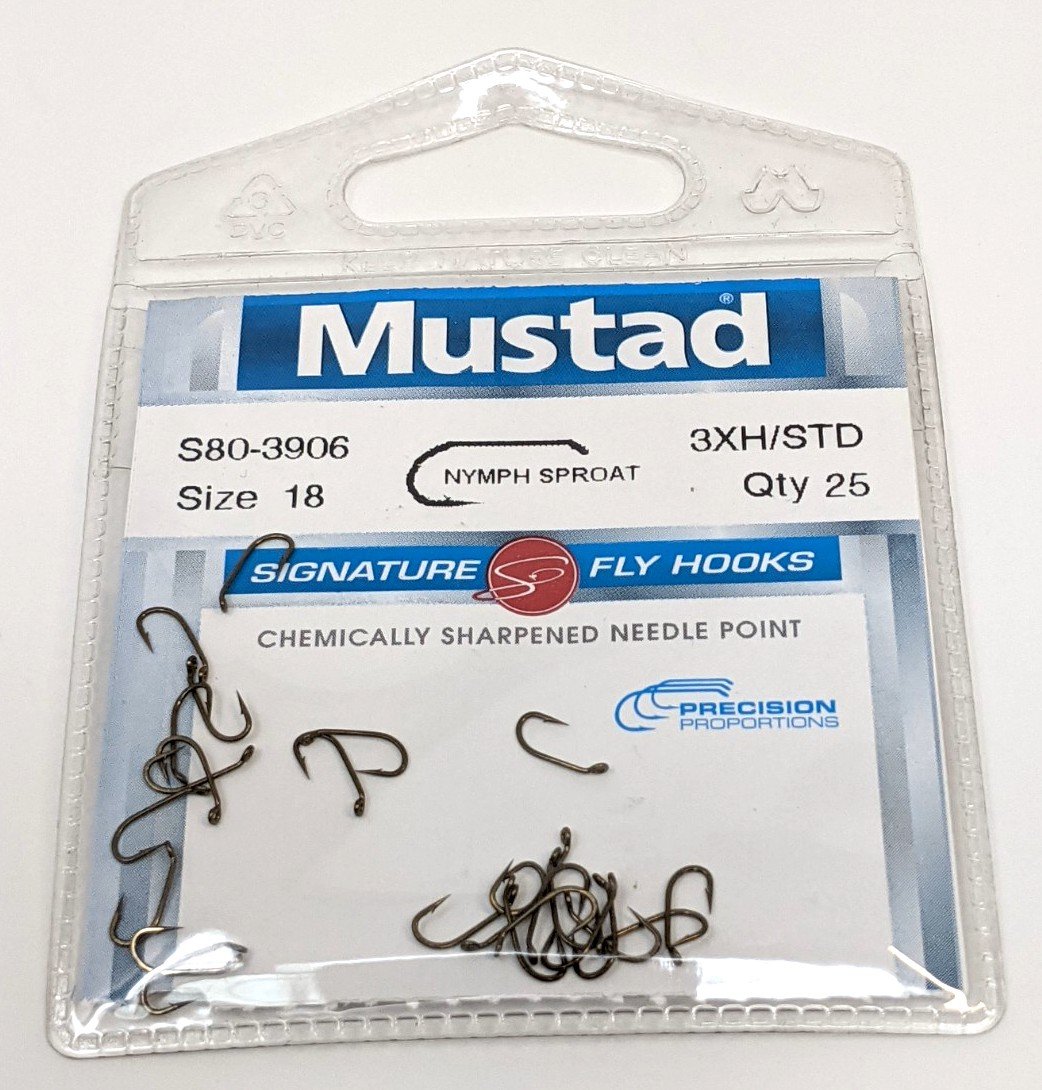 PVC
KEEP NATURE CLEAN
Mustad®
S80-3906
Size 18
NYMPH SPROAT
3XH/STD
Qty 25
SIGNATURE FLY HOOKS
CHEMICALLY SHARPENED NEEDLE POINT
PRECISION
PROPORTIONS